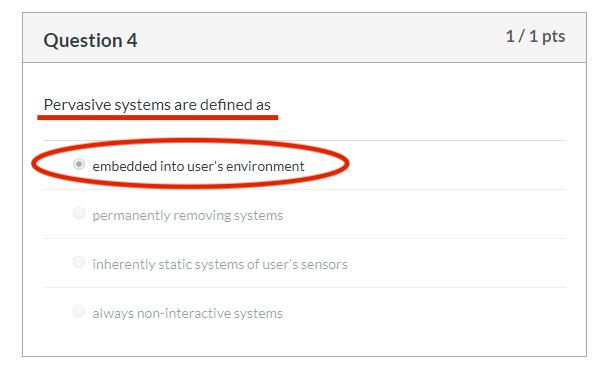 Question 4
1 / 1 pts
Pervasive systems are defined as
embedded into user's environment
permanently removing systems
inherently static systems of user's sensors
always non-interactive systems